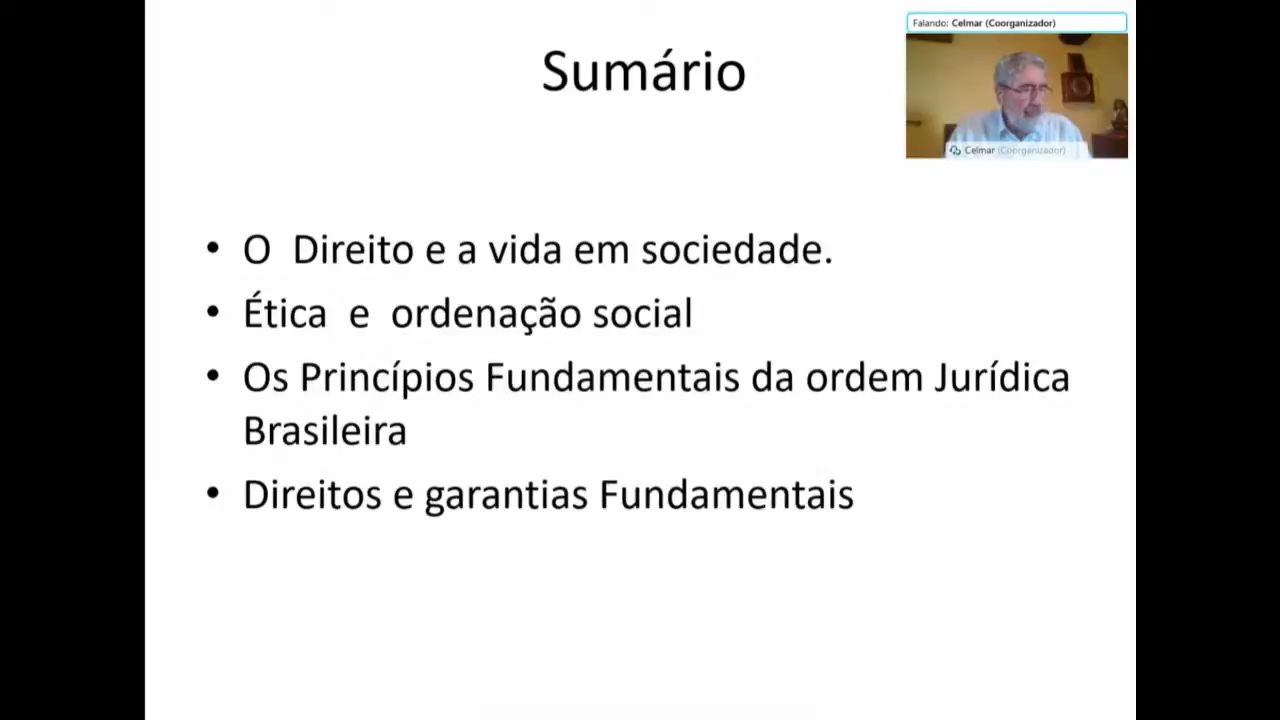 Falando: Celmar (Coorganizador)
Sumário
Celmar (Coorganizador)
• O Direito e a vida em sociedade.
• Ética e ordenação social
• Os Princípios Fundamentais da ordem Jurídica
Brasileira
• Direitos e garantias Fundamentais